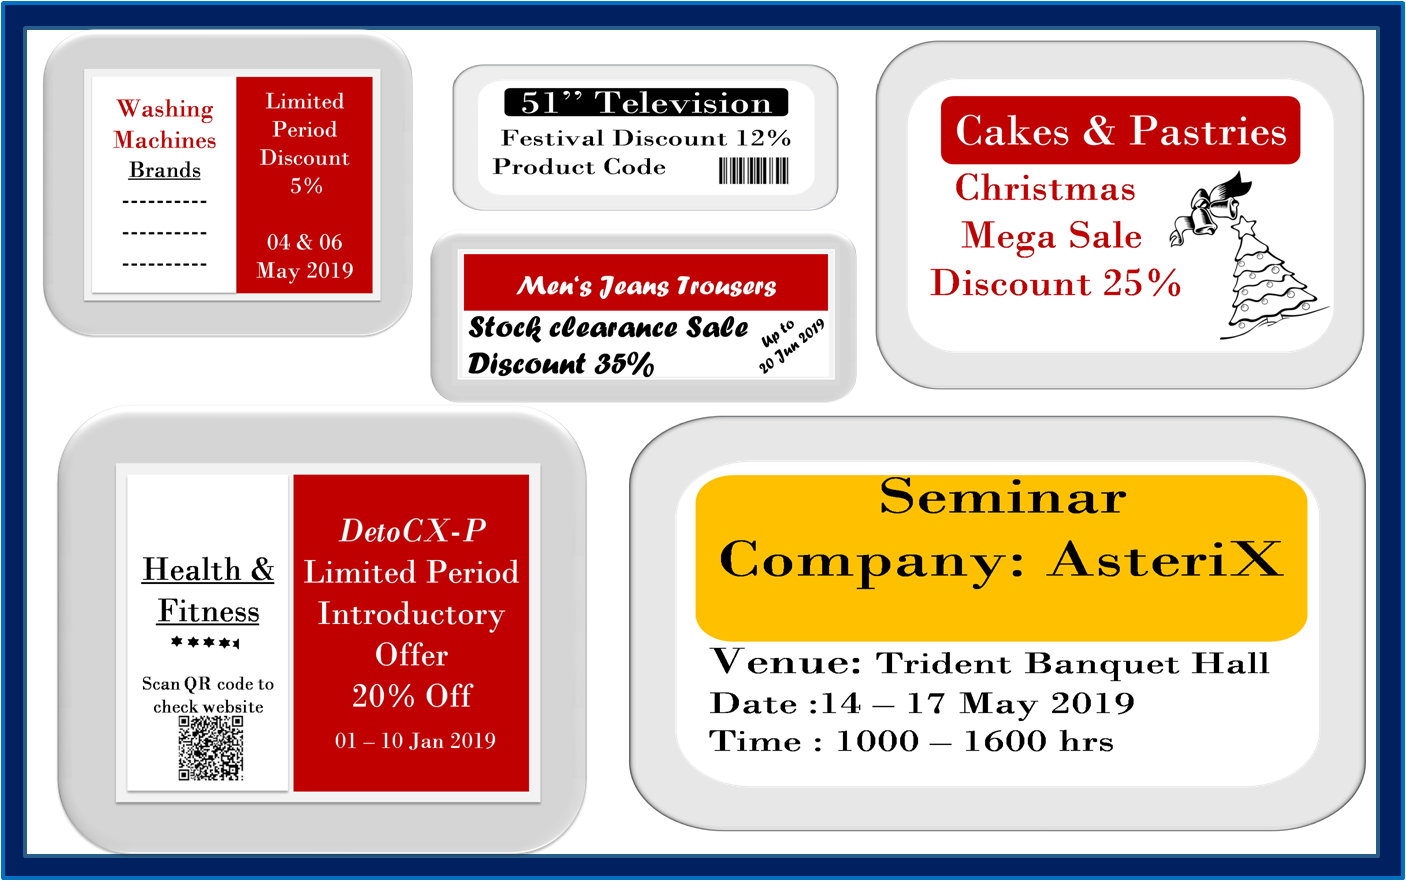 Washing
Machines
Brands
----------
----------
----------
Limited
Period
Discount
5%
04 & 06
May 2019
51’’ Television
Festival Discount 12%
Product Code
Cakes & Pastries
Christmas
Mega Sale
Discount 25%
Men's Jeans Trousers
Stock clearance Sale
Discount 35%
Up to
20 Jun 2019
Health &
Fitness
Scan QR code to
check website
DetoCX-P
Limited Period
Introductory
Offer
20% Off
01 – 10 Jan 2019
Seminar
Company: AsteriX
Venue: Trident Banquet Hall
Date :14 – 17 May 2019
Time : 1000 – 1600 hrs